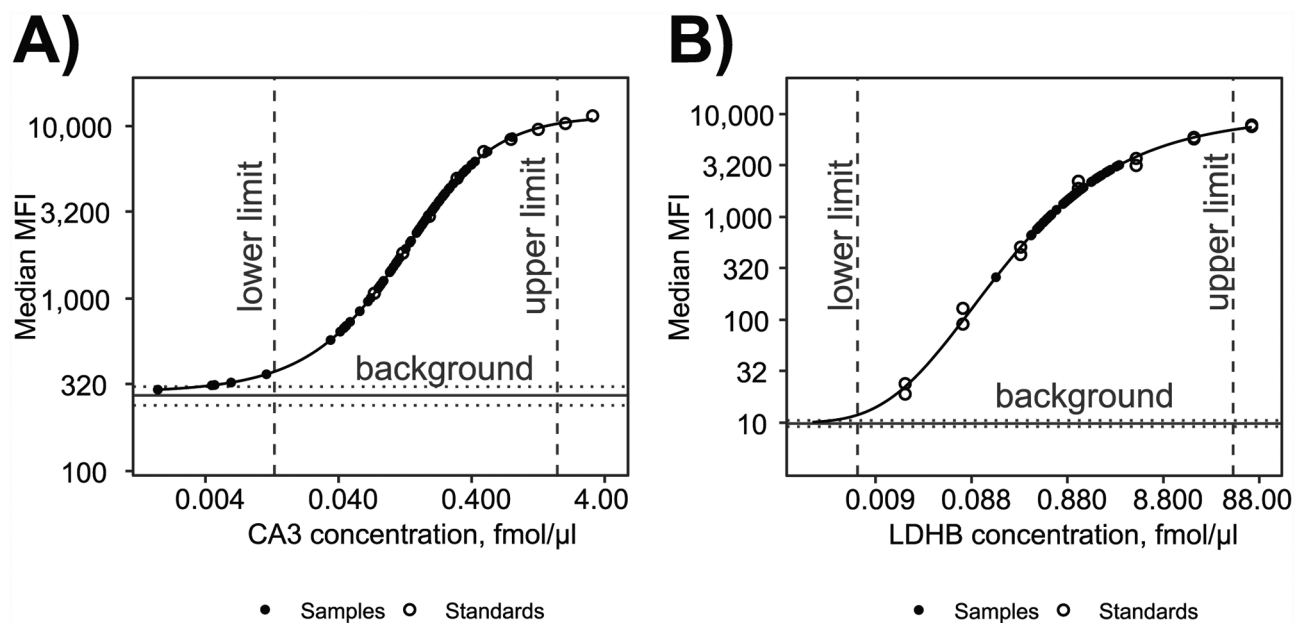 A)
Median MFI
10,000
3,200
1,000
320
100
lower limit
upper limit
background
0.004 0.040 0.400 4.00
CA3 concentration, fmol/µl
Samples Standards
B)
Median MFI
10,000
3,200
1,000
320
100
32
10
lower limit
upper limit
background
0.009 0.088 0.880 8.800 88.00
LDHB concentration, fmol/µl
Samples Standards